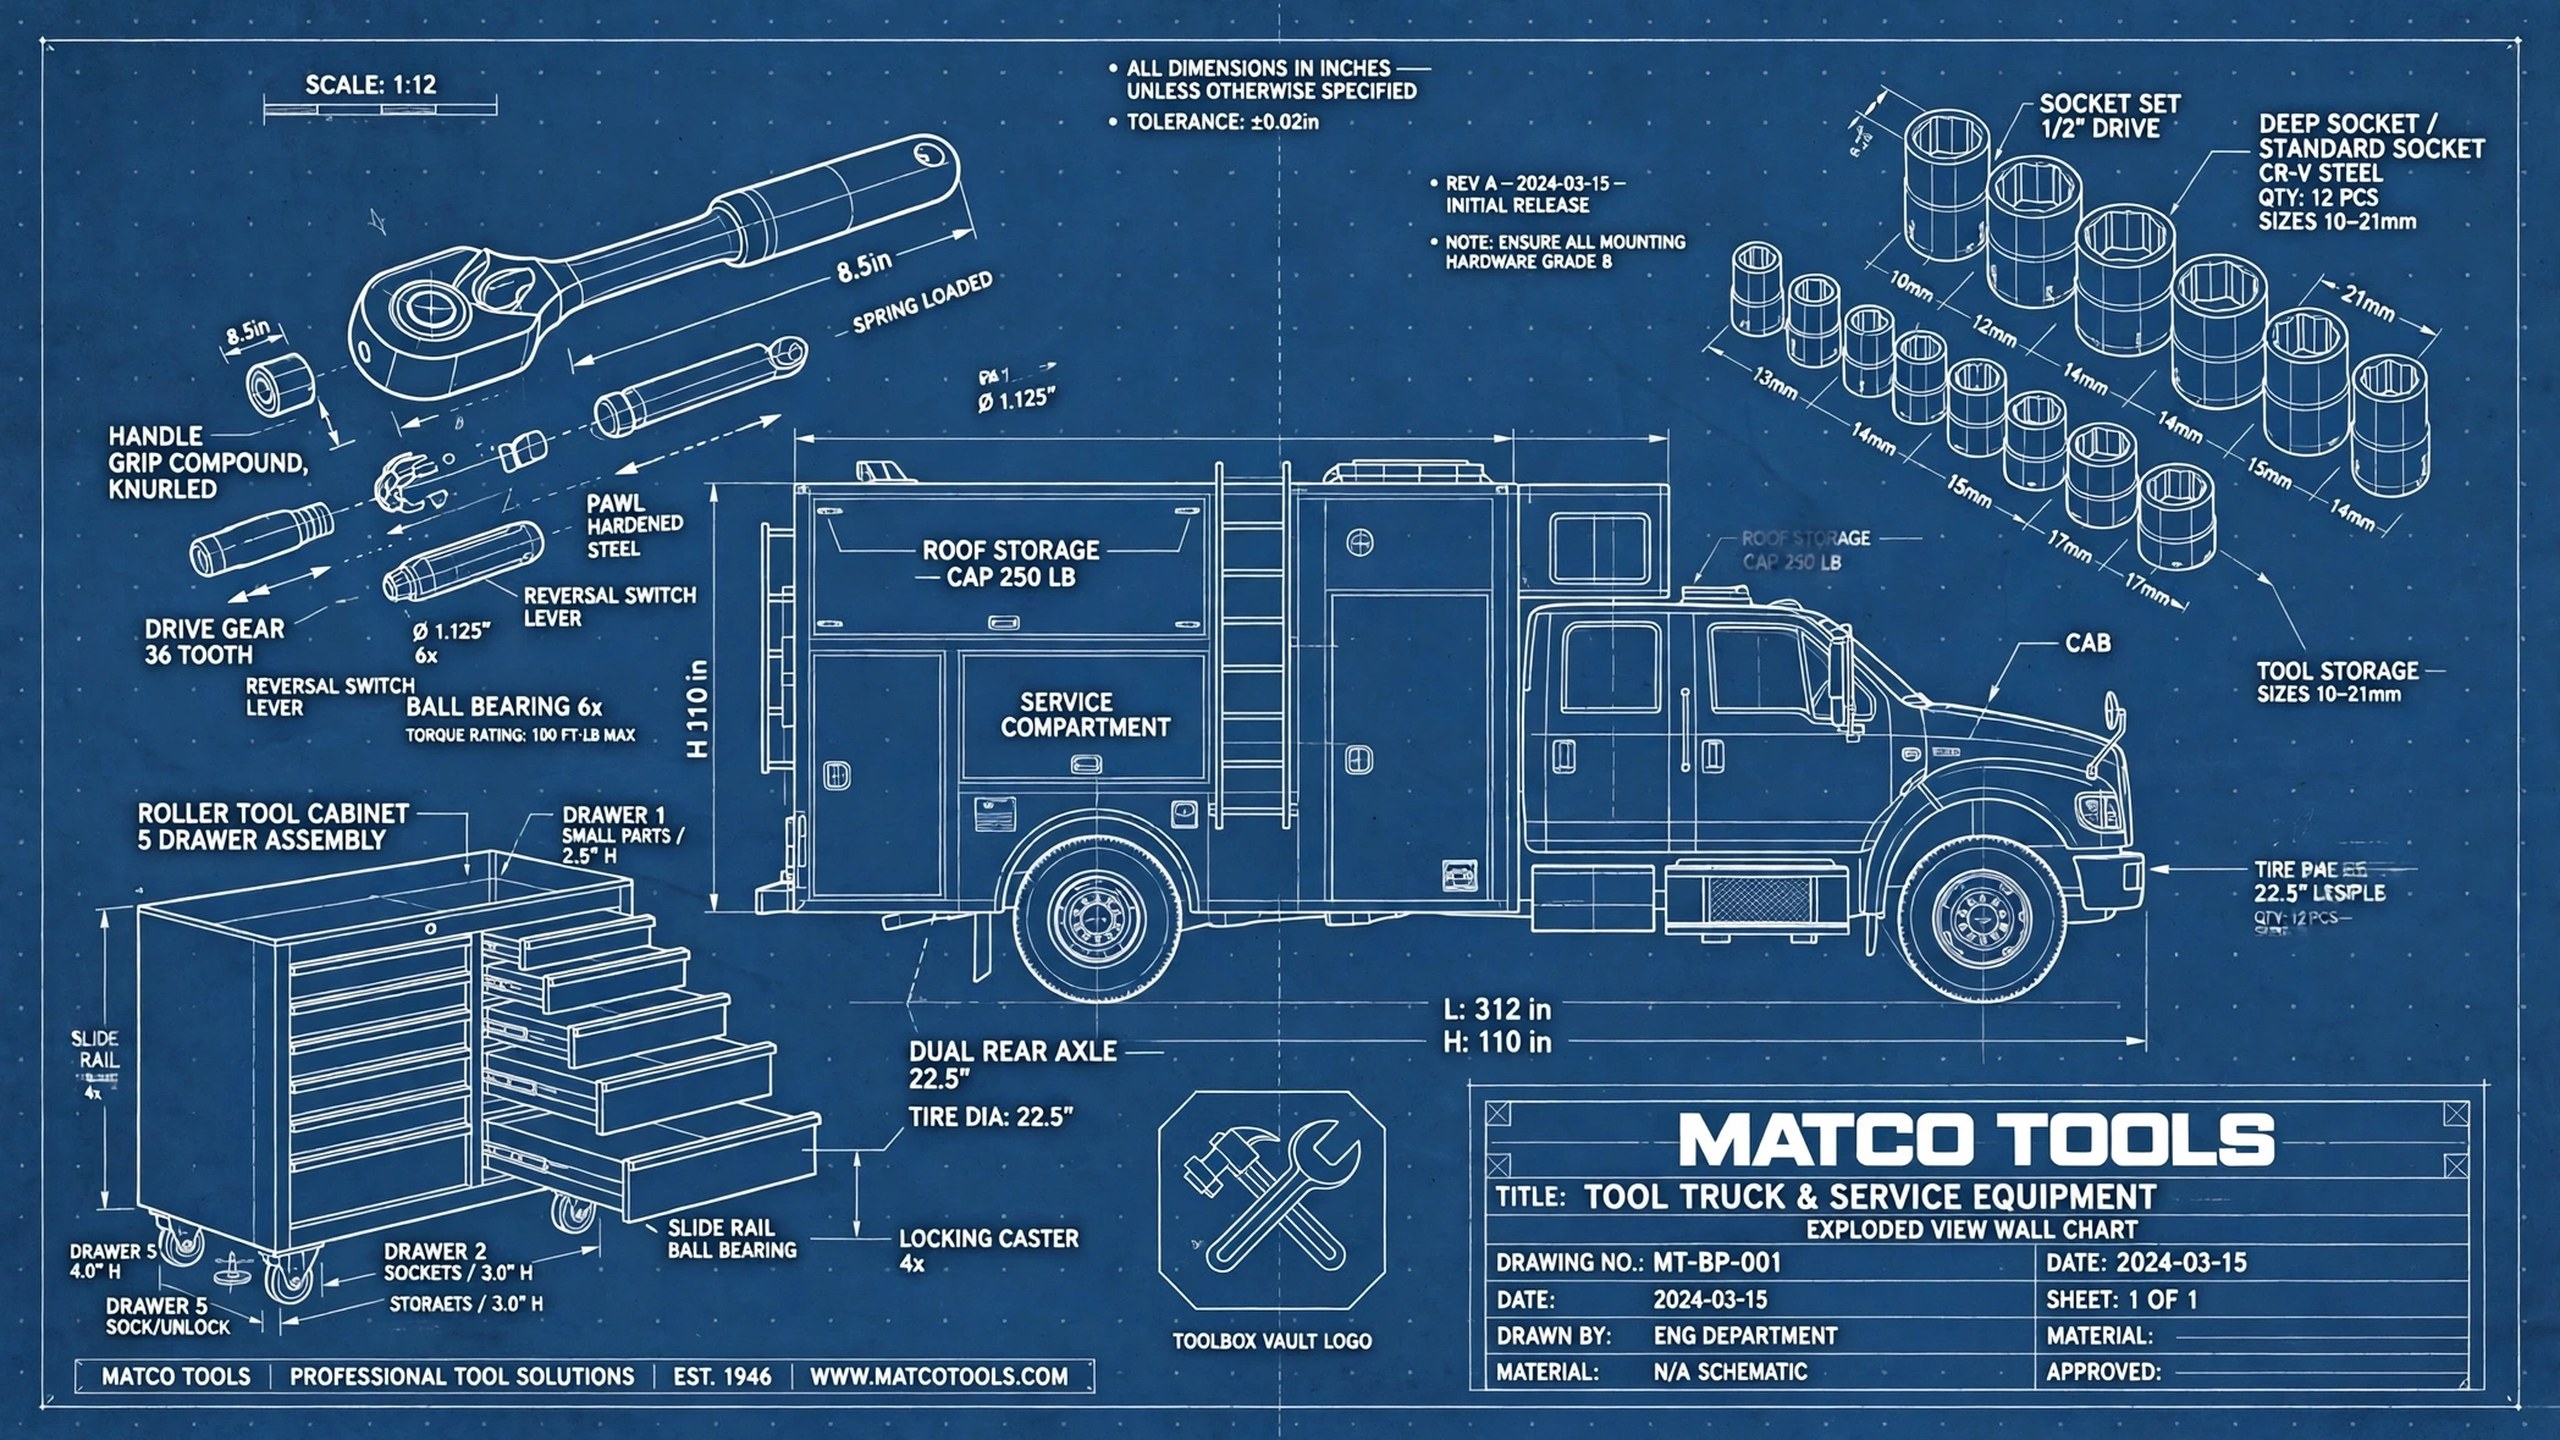 SCALE: 1:12
• ALL DIMENSIONS IN INCHES
UNLESS OTHERWISE SPECIFIED
• TOLERANCE: ±0.02in
• REV A – 2024-03-15 –
INITIAL RELEASE
• NOTE: ENSURE ALL MOUNTING
HARDWARE GRADE 8
SOCKET SET
1/2" DRIVE
DEEP SOCKET /
STANDARD SOCKET
CR-V STEEL
QTY: 12 PCS
SIZES 10–21mm
10mm
12mm
14mm
14mm
15mm
14mm
21mm
13mm
14mm
15mm
17mm
17mm
TOOL STORAGE
SIZES 10–21mm
8.5in
SPRING LOADED
8.5in
Ø 1.125"
HANDLE
GRIP COMPOUND,
KNURLED
PAWL
HARDENED
STEEL
REVERSAL SWITCH
LEVER
DRIVE GEAR
36 TOOTH
Ø 1.125"
6x
REVERSAL SWITCH
LEVER
BALL BEARING 6x
TORQUE RATING: 100 FT-LB MAX
ROOF STORAGE
CAP 250 LB
SERVICE
COMPARTMENT
ROOF STORAGE
CAP 250 LB
CAB
H 110 in
TIRE
22.5"
QTY: 12 PCS
L: 312 in
H: 110 in
DUAL REAR AXLE
22.5"
TIRE DIA: 22.5"
ROLLER TOOL CABINET
5 DRAWER ASSEMBLY
DRAWER 1
SMALL PARTS /
2.5" H
SLIDE
RAIL
4x
DRAWER 5
4.0" H
DRAWER 5
SOCK/UNLOCK
DRAWER 2
SOCKETS / 3.0" H
STORAETS / 3.0" H
SLIDE RAIL
BALL BEARING
LOCKING CASTER
4x
TOOLBOX VAULT LOGO
MATCO TOOLS
TITLE: TOOL TRUCK & SERVICE EQUIPMENT
EXPLODED VIEW WALL CHART
DRAWING NO.: MT-BP-001
DATE: 2024-03-15
DATE: 2024-03-15
SHEET: 1 OF 1
DRAWN BY: ENG DEPARTMENT
MATERIAL:
MATERIAL: N/A SCHEMATIC
APPROVED:
MATCO TOOLS | PROFESSIONAL TOOL SOLUTIONS | EST. 1946 | WWW.MATCOTOOLS.COM